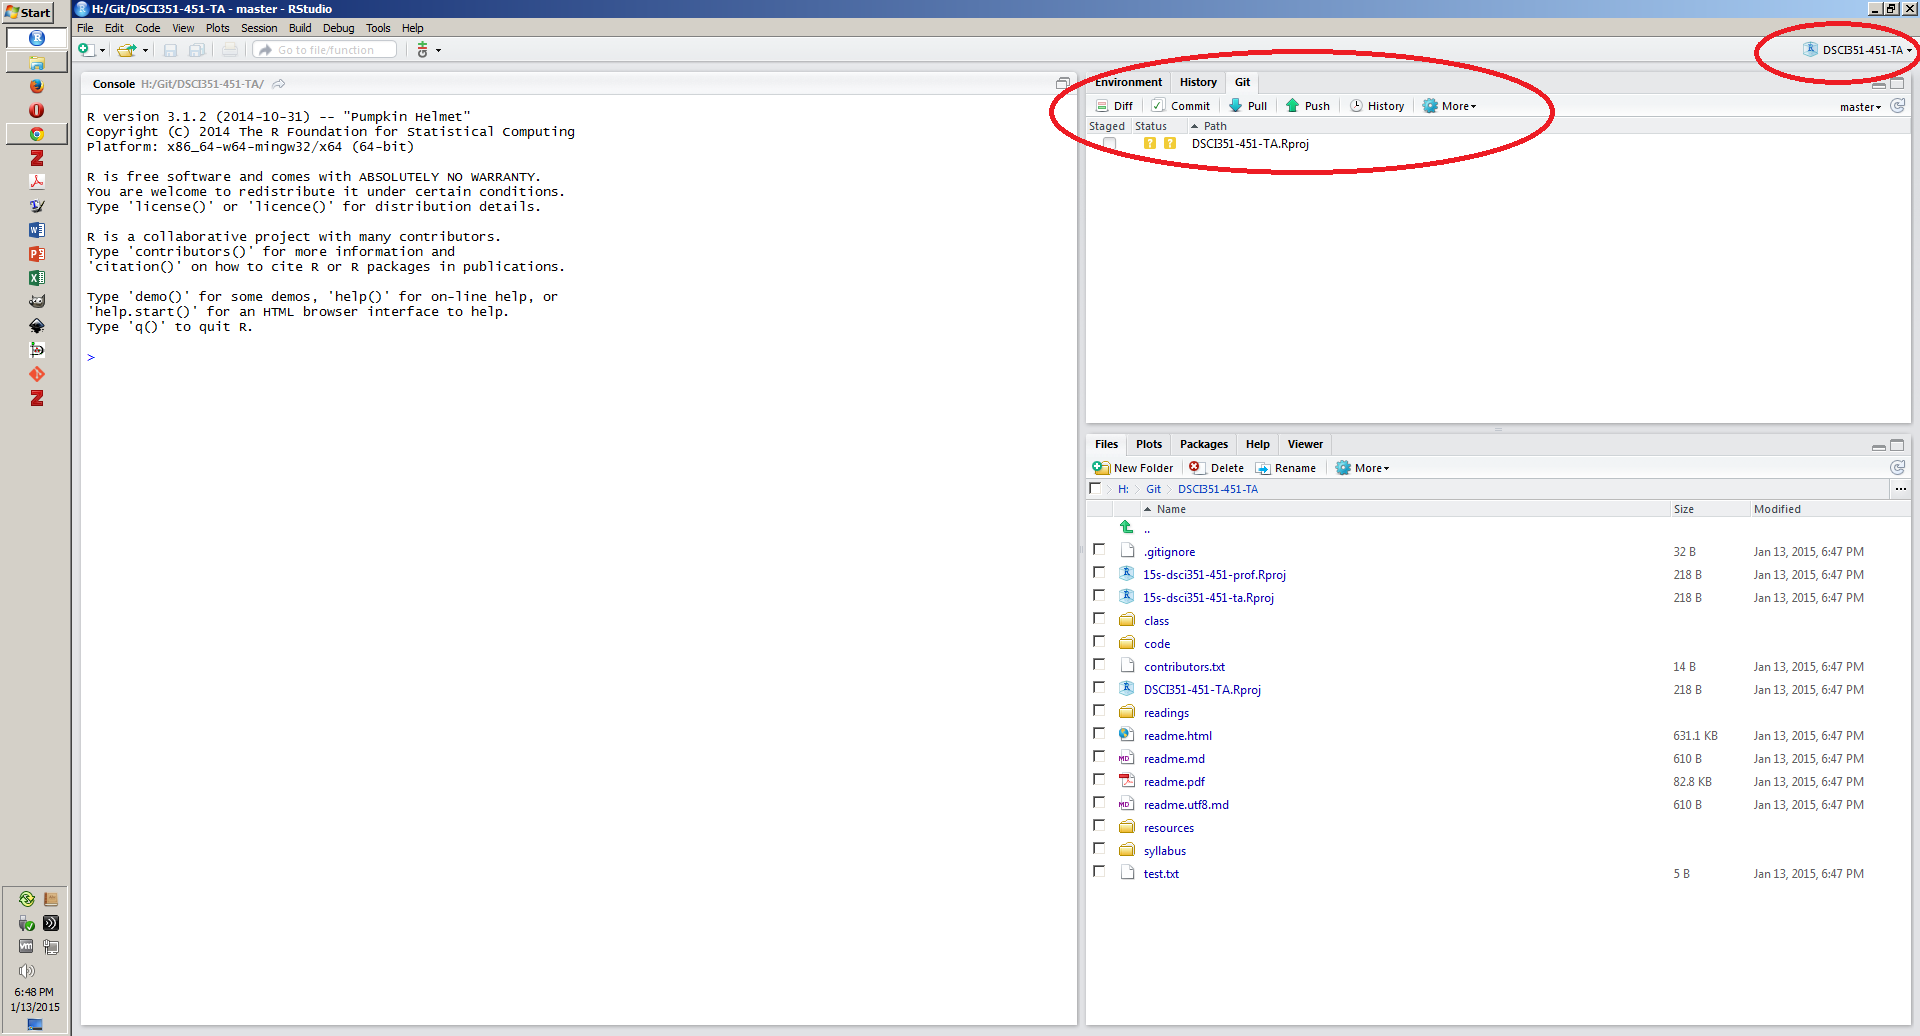 Start
H:/Git/DSCI351-451-TA - master - RStudio
File Edit Code View Plots Session Build Debug Tools Help
Go to file/function
DSCI351-451-TA
Console H:/Git/DSCI351-451-TA/
R version 3.1.2 (2014-10-31) -- "Pumpkin Helmet"
Copyright (C) 2014 The R Foundation for Statistical Computing
Platform: x86_64-w64-mingw32/x64 (64-bit)
R is free software and comes with ABSOLUTELY NO WARRANTY.
You are welcome to redistribute it under certain conditions.
Type 'license()' or 'licence()' for distribution details.
R is a collaborative project with many contributors.
Type 'contributors()' for more information and
'citation()' on how to cite R or R packages in publications.
Type 'demo()' for some demos, 'help()' for on-line help, or
'help.start()' for an HTML browser interface to help.
Type 'q()' to quit R.
>
Environment History Git
Diff Commit Pull Push History More master
Staged Status Path
? ? DSCI351-451-TA.Rproj
Files Plots Packages Help Viewer
New Folder Delete Rename More
H: Git DSCI351-451-TA ...
Name Size Modified
..
.gitignore 32 B Jan 13, 2015, 6:47 PM
15s-dsci351-451-prof.Rproj 218 B Jan 13, 2015, 6:47 PM
15s-dsci351-451-ta.Rproj 218 B Jan 13, 2015, 6:47 PM
class
code
contributors.txt 14 B Jan 13, 2015, 6:47 PM
DSCI351-451-TA.Rproj 218 B Jan 13, 2015, 6:47 PM
readings
readme.html 631.1 KB Jan 13, 2015, 6:47 PM
readme.md 610 B Jan 13, 2015, 6:47 PM
readme.pdf 82.8 KB Jan 13, 2015, 6:47 PM
readme.utf8.md 610 B Jan 13, 2015, 6:47 PM
resources
syllabus
test.txt 5 B Jan 13, 2015, 6:47 PM
6:48 PM
1/13/2015